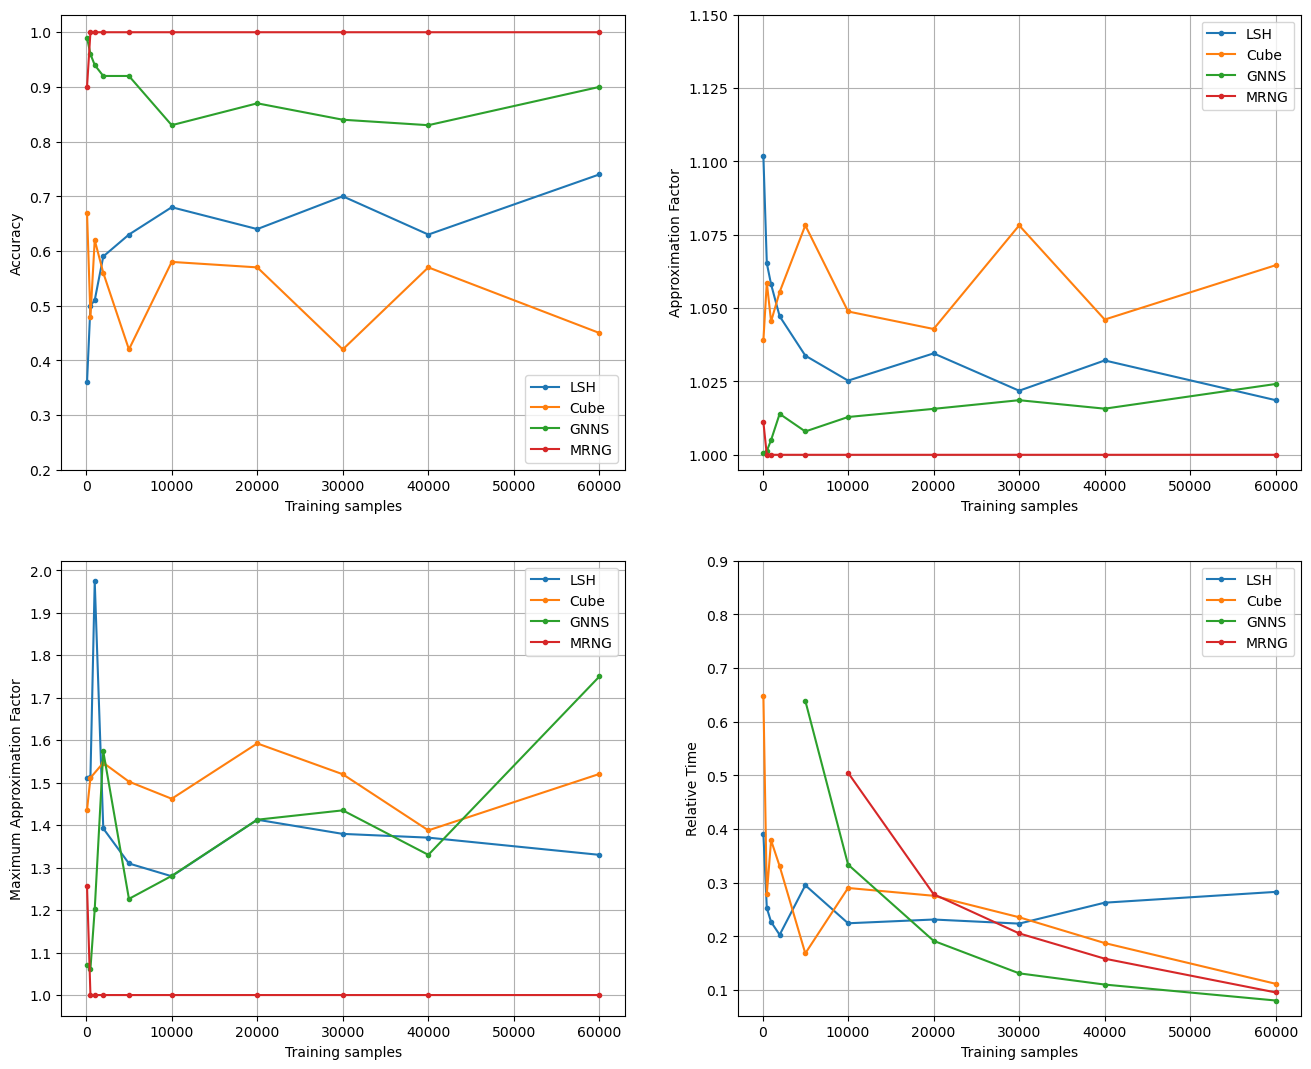 1.0
0.9
0.8
0.7
0.6
0.5
0.4
0.3
0.2
Accuracy
0 10000 20000 30000 40000 50000 60000
Training samples
LSH
Cube
GNNS
MRNG
1.150
1.125
1.100
1.075
1.050
1.025
1.000
Approximation Factor
0 10000 20000 30000 40000 50000 60000
Training samples
LSH
Cube
GNNS
MRNG
2.0
1.9
1.8
1.7
1.6
1.5
1.4
1.3
1.2
1.1
1.0
Maximum Approximation Factor
0 10000 20000 30000 40000 50000 60000
Training samples
LSH
Cube
GNNS
MRNG
0.9
0.8
0.7
0.6
0.5
0.4
0.3
0.2
0.1
Relative Time
0 10000 20000 30000 40000 50000 60000
Training samples
LSH
Cube
GNNS
MRNG